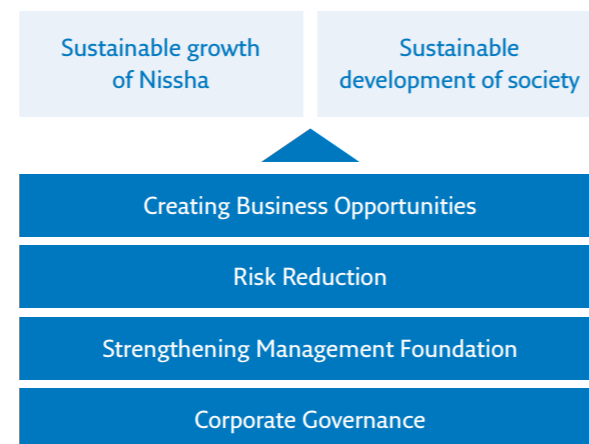 Sustainable growth
of Nissha
Sustainable
development of society
Creating Business Opportunities
Risk Reduction
Strengthening Management Foundation
Corporate Governance